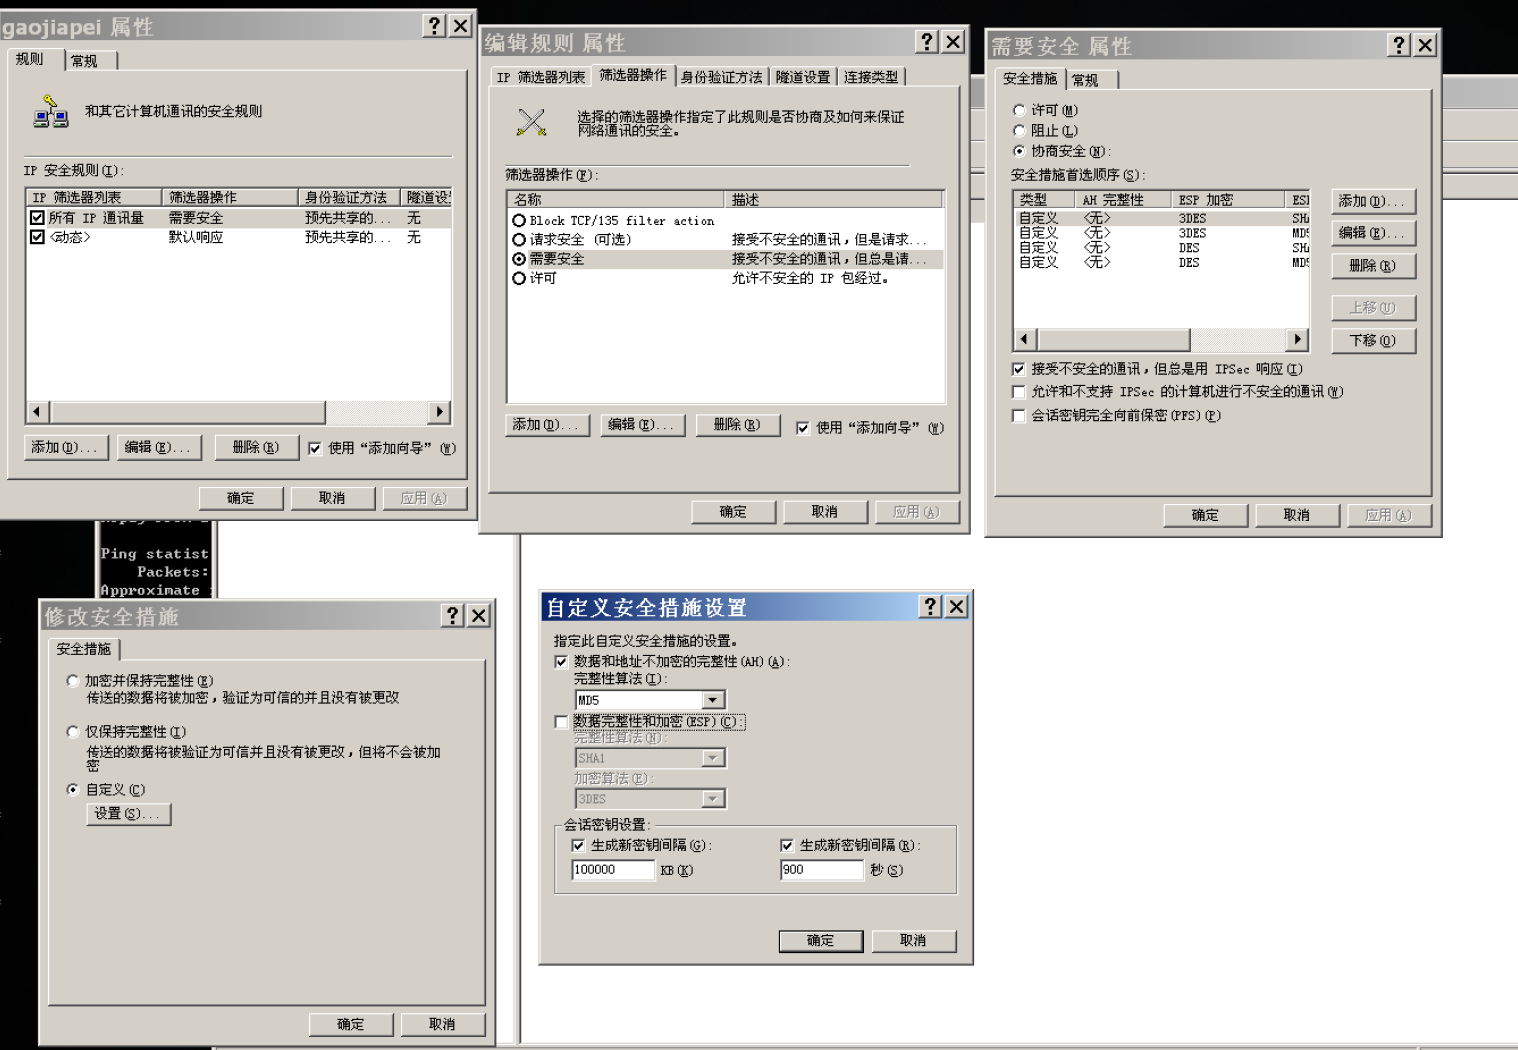 gaojiapei 属性
规则
常规
和其它计算机通讯的安全规则
IP 安全规则(I):
IP 筛选器列表 筛选器操作 身份验证方法 隧道设
所有 IP 通讯量 需要安全 预先共享的... 无
<动态> 默认响应 预先共享的... 无
添加(D)... 编辑(E)... 删除(R) 使用“添加向导”(W)
确定 取消 应用(A)
编辑规则 属性
IP 筛选器列表 筛选器操作 身份验证方法 隧道设置 连接类型
选择的筛选器操作指定了此规则是否协商及如何来保证
网络通讯的安全。
筛选器操作(F):
名称 描述
Block TCP/135 filter action
请求安全 (可选) 接受不安全的通讯，但是请求...
需要安全 接受不安全的通讯，但总是请...
许可 允许不安全的 IP 包经过。
添加(D)... 编辑(E)... 删除(R) 使用“添加向导”(W)
确定 取消 应用(A)
需要安全 属性
安全措施 常规
许可(M)
阻止(L)
协商安全(N):
安全措施首选顺序(S):
类型 AH 完整性 ESP 加密 ESI
自定义 <无> 3DES SHA
自定义 <无> 3DES MD5
自定义 <无> DES SHA
自定义 <无> DES MD5
添加(D)...
编辑(E)...
删除(R)
上移(U)
下移(O)
接受不安全的通讯，但总是用 IPSec 响应(I)
允许和不支持 IPSec 的计算机进行不安全的通讯(W)
会话密钥完全向前保密(PFS)(P)
确定 取消 应用(A)
Ping statist
Packets:
Approximate
修改安全措施
安全措施
加密并保持完整性(E)
传送的数据将被加密，验证为可信的并且没有被更改
仅保持完整性(I)
传送的数据将被验证为可信并且没有被更改，但将不会被加
密
自定义(C)
设置(S)...
确定 取消
自定义安全措施设置
指定此自定义安全措施的设置。
数据和地址不加密的完整性(AH)(A):
完整性算法(I):
MD5
数据完整性和加密(ESP)(C):
完整性算法(N):
SHA1
加密算法(E):
3DES
会话密钥设置:
生成新密钥间隔(G): 生成新密钥间隔(R):
100000 KB(K) 900 秒(S)
确定 取消